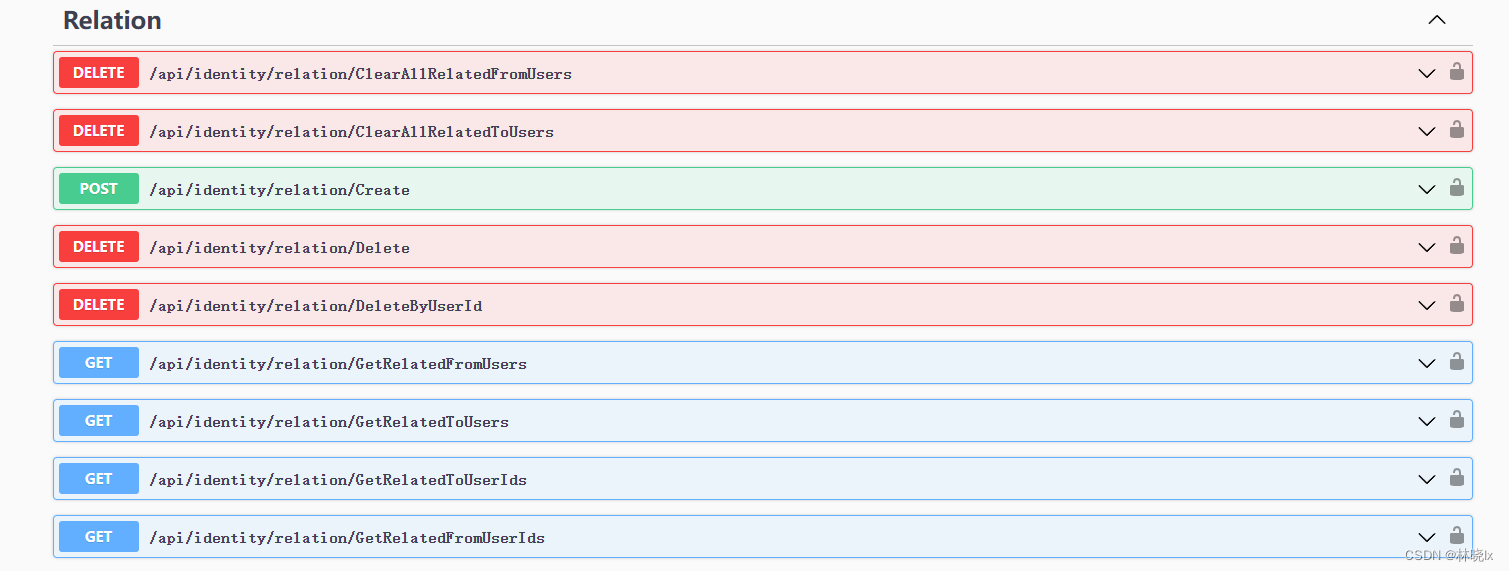 Relation
DELETE /api/identity/relation/ClearAllRelatedFromUsers
DELETE /api/identity/relation/ClearAllRelatedToUsers
POST /api/identity/relation/Create
DELETE /api/identity/relation/Delete
DELETE /api/identity/relation/DeleteByUserId
GET /api/identity/relation/GetRelatedFromUsers
GET /api/identity/relation/GetRelatedToUsers
GET /api/identity/relation/GetRelatedToUserIds
GET /api/identity/relation/GetRelatedFromUserIds
CSDN @林晓lx